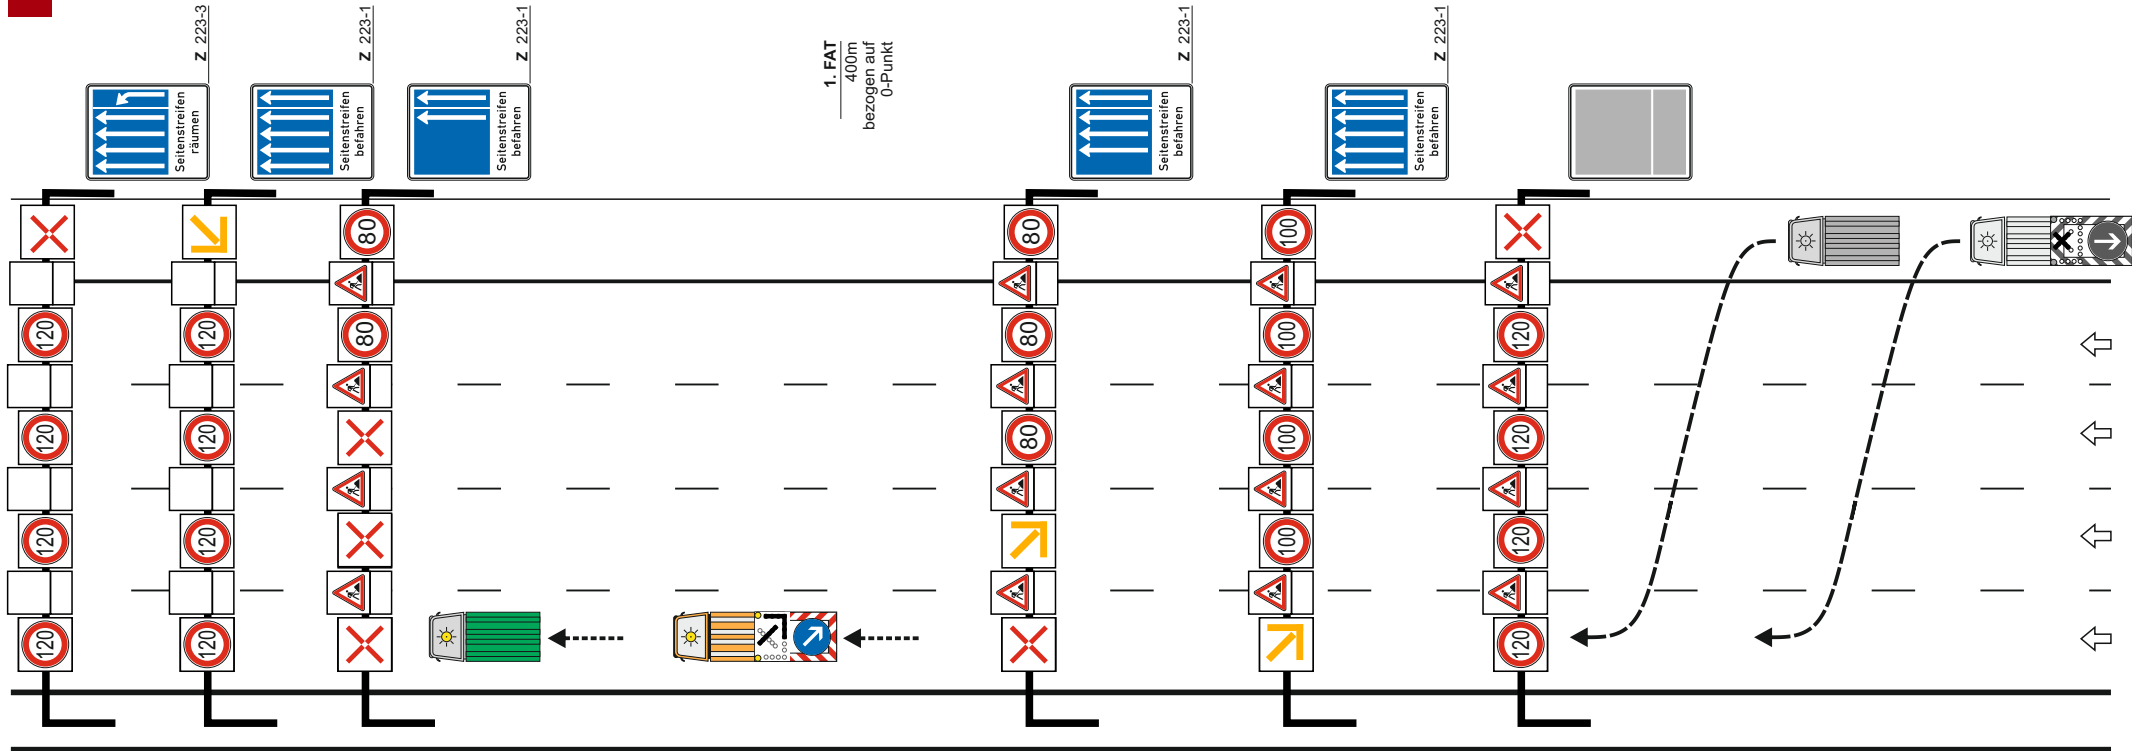 Z 223-3
Seitenstreifen
räumen
Z 223-1
Seitenstreifen
befahren
Z 223-1
Seitenstreifen
befahren
1. FAT
400m
bezogen auf
0-Punkt
Z 223-1
Seitenstreifen
befahren
Z 223-1
Seitenstreifen
befahren
120
120
120
120
120
120
120
120
80
80
80
80
80
100
100
100
100
120
120
120
120